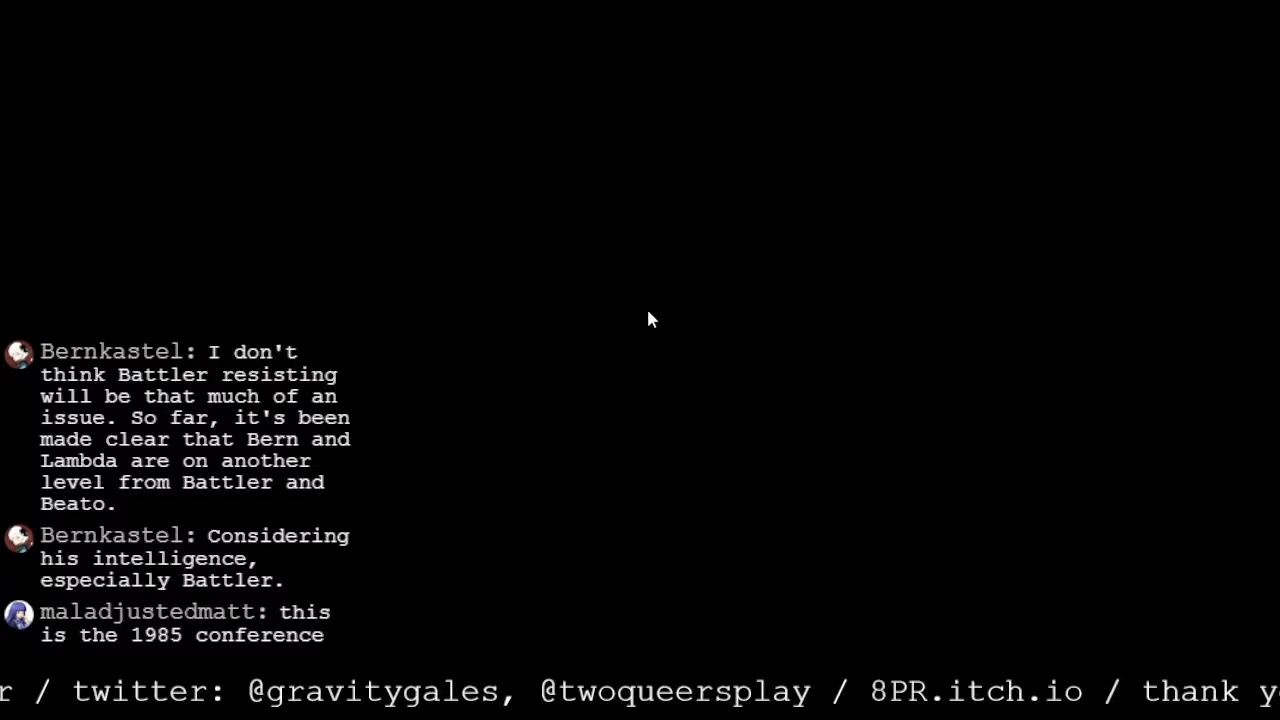 Bernkastel: I don't
think Battler resisting
will be that much of an
issue. So far, it's been
made clear that Bern and
Lambda are on another
level from Battler and
Beato.
Bernkastel: Considering
his intelligence,
especially Battler.
maladjustedmatt: this
is the 1985 conference
r / twitter: @gravitygales, @twoqueersplay / 8PR.itch.io / thank y